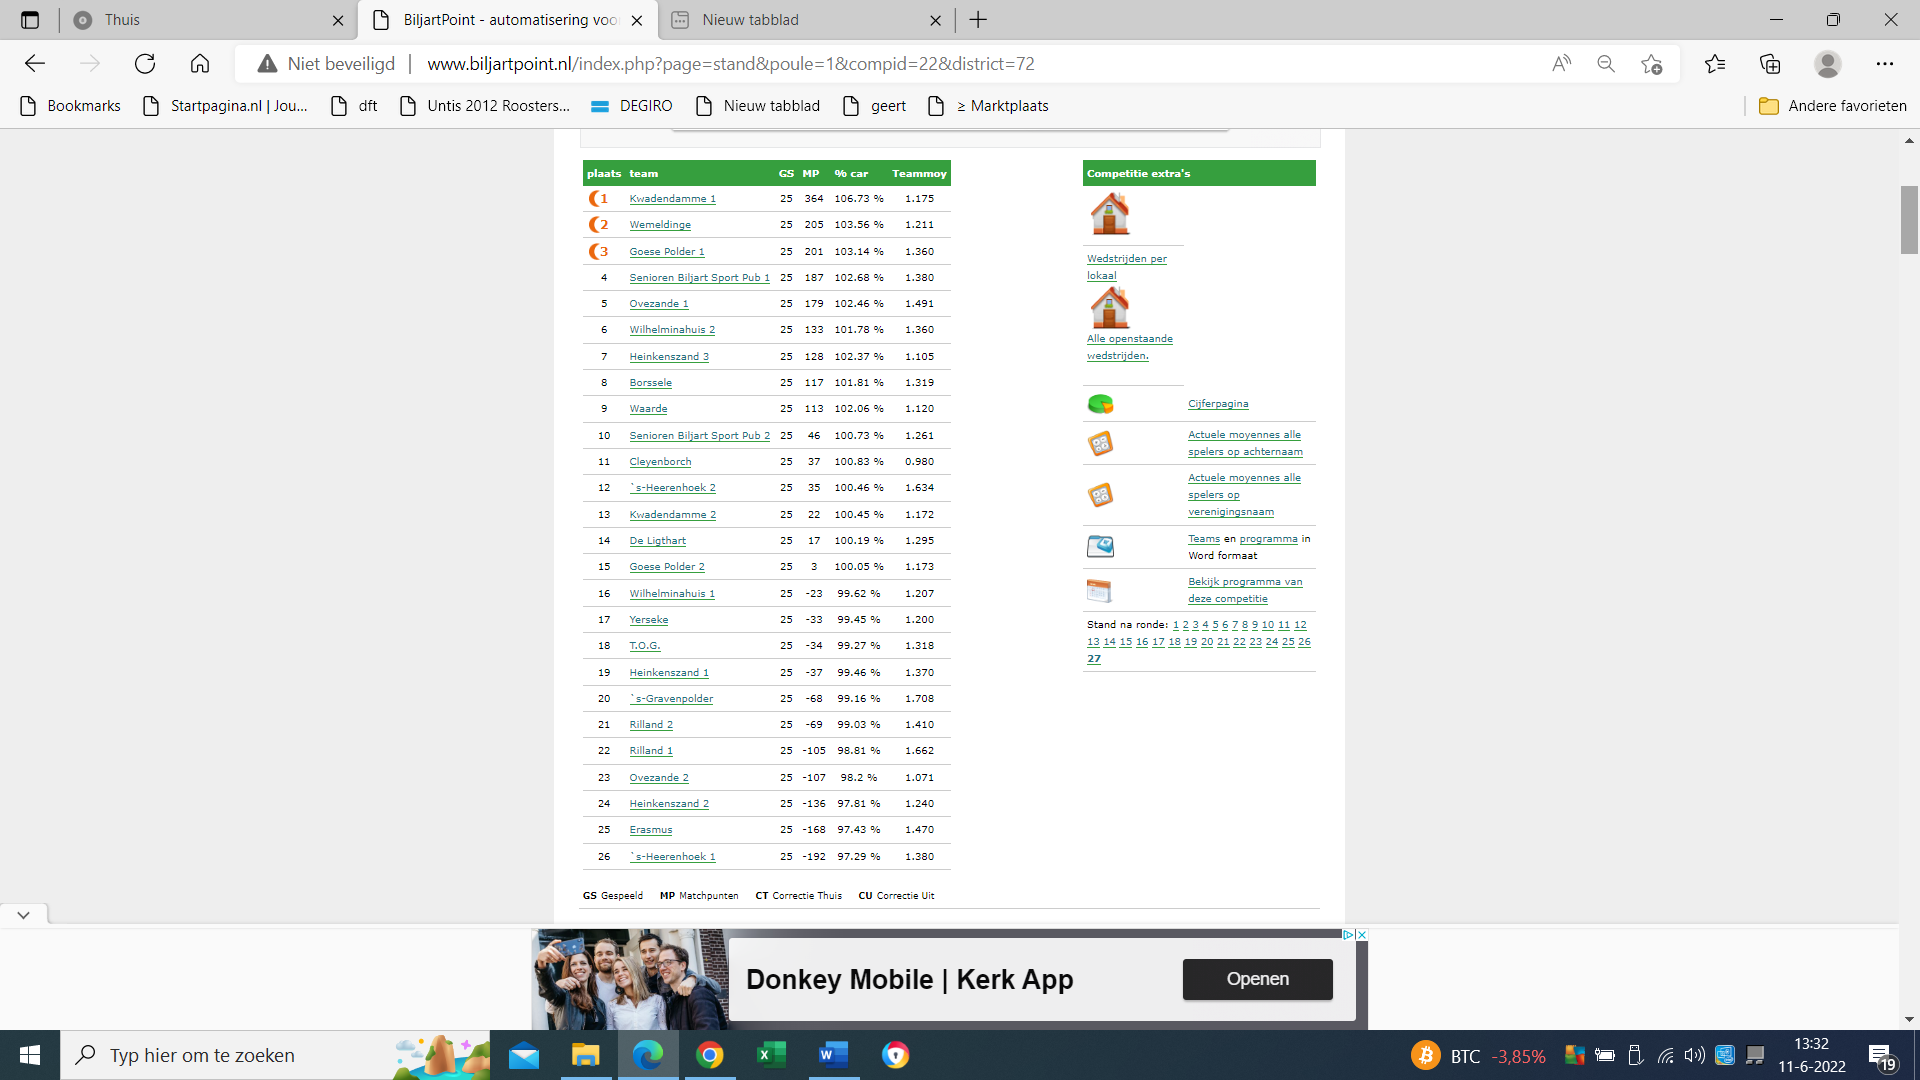 Thuis
BiljartPoint - automatisering voo
Nieuw tabblad
Niet beveiligd
www.biljartpoint.nl/index.php?page=stand&poule=1&compid=22&district=72
Bookmarks
Startpagina.nl | Jou...
dft
Untis 2012 Roosters...
DEGIRO
Nieuw tabblad
geert
≥ Marktplaats
Andere favorieten
plaats team GS MP % car Teammoy
1 Kwadendamme 1 25 364 106.73 % 1.175
2 Wemeldinge 25 205 103.56 % 1.211
3 Goese Polder 1 25 201 103.14 % 1.360
4 Senioren Biljart Sport Pub 1 25 187 102.68 % 1.380
5 Ovezande 1 25 179 102.46 % 1.491
6 Wilhelminahuis 2 25 133 101.78 % 1.360
7 Heinkenszand 3 25 128 102.37 % 1.105
8 Borssele 25 117 101.81 % 1.319
9 Waarde 25 113 102.06 % 1.120
10 Senioren Biljart Sport Pub 2 25 46 100.73 % 1.261
11 Cleyenborch 25 37 100.83 % 0.980
12 `s-Heerenhoek 2 25 35 100.46 % 1.634
13 Kwadendamme 2 25 22 100.45 % 1.172
14 De Ligthart 25 17 100.19 % 1.295
15 Goese Polder 2 25 3 100.05 % 1.173
16 Wilhelminahuis 1 25 -23 99.62 % 1.207
17 Yerseke 25 -33 99.45 % 1.200
18 T.O.G. 25 -34 99.27 % 1.318
19 Heinkenszand 1 25 -37 99.46 % 1.370
20 `s-Gravenpolder 25 -68 99.16 % 1.708
21 Rilland 2 25 -69 99.03 % 1.410
22 Rilland 1 25 -105 98.81 % 1.662
23 Ovezande 2 25 -107 98.2 % 1.071
24 Heinkenszand 2 25 -136 97.81 % 1.240
25 Erasmus 25 -168 97.43 % 1.470
26 `s-Heerenhoek 1 25 -192 97.29 % 1.380
GS Gespeeld MP Matchpunten CT Correctie Thuis CU Correctie Uit
Competitie extra's
Wedstrijden per
lokaal
Alle openstaande
wedstrijden.
Cijferpagina
Actuele moyennes alle
spelers op achternaam
Actuele moyennes alle
spelers op
verenigingsnaam
Teams en programma in
Word formaat
Bekijk programma van
deze competitie
Stand na ronde: 1 2 3 4 5 6 7 8 9 10 11 12
13 14 15 16 17 18 19 20 21 22 23 24 25 26
27
Donkey Mobile | Kerk App
Openen
Typ hier om te zoeken
BTC -3,85%
13:32
11-6-2022
19